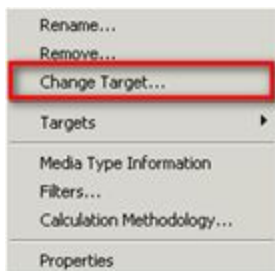 Rename...
Remove...
Change Target...
Targets
Media Type Information
Filters...
Calculation Methodology...
Properties